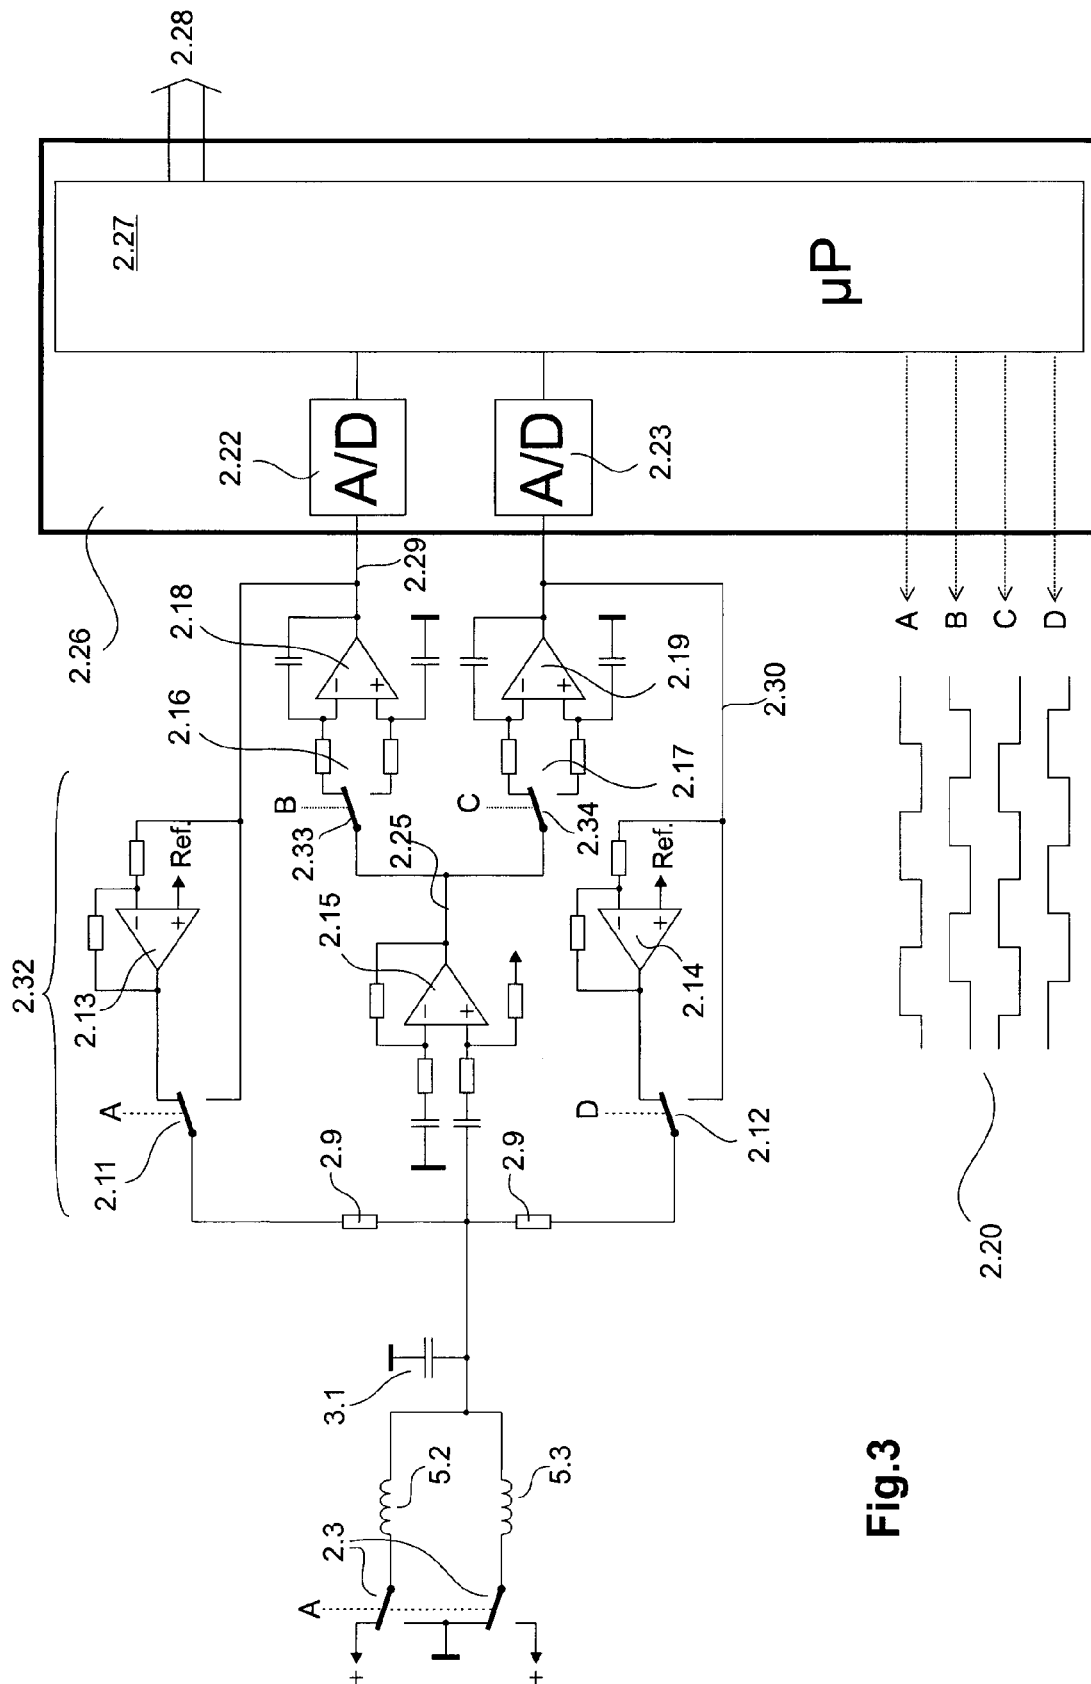 2.32
2.26
2.13
2.11
A
2.27
Ref.
2.28
−
+
2.18
2.22
B
2.16
2.33
A
2.3
3.1
2.9
2.15
2.25
2.29
A/D
−
+
+
5.2
C
2.17
2.34
−
+
5.3
2.9
D
2.12
2.14
2.19
2.23
A/D
−
+
+
Ref.
2.30
µP
Fig.3
2.20
A
B
C
D